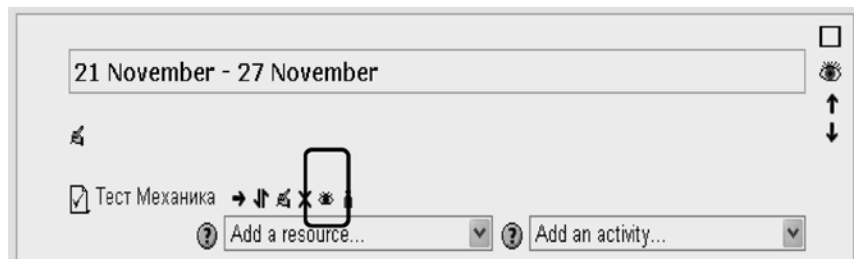 21 November - 27 November
Тест Механика
Add a resource... Add an activity...